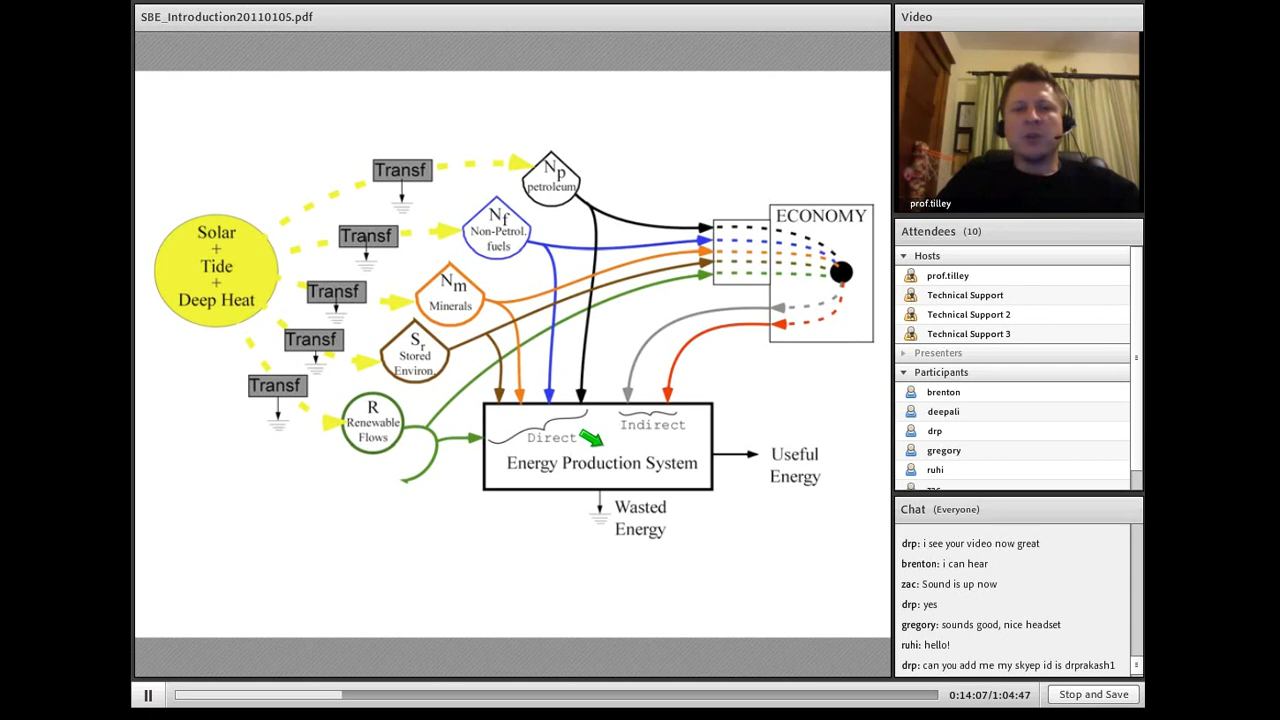 SBE_Introduction20110105.pdf
Transf
Np
petroleum
Transf
Nf
Non-Petrol.
fuels
Solar
+
Tide
+
Deep Heat
Transf
Nm
Minerals
Transf
Sr
Stored
Environ.
Transf
R
Renewable
Flows
ECONOMY
Direct
Indirect
Energy Production System
Useful
Energy
Wasted
Energy
Video
prof.tilley
Attendees (10)
Hosts
prof.tilley
Technical Support
Technical Support 2
Technical Support 3
Presenters
Participants
brenton
deepali
drp
gregory
ruhi
Chat (Everyone)
drp: i see your video now great
brenton: i can hear
zac: Sound is up now
drp: yes
gregory: sounds good, nice headset
ruhi: hello!
drp: can you add me my skyep id is drprakash1
0:14:07/1:04:47
Stop and Save